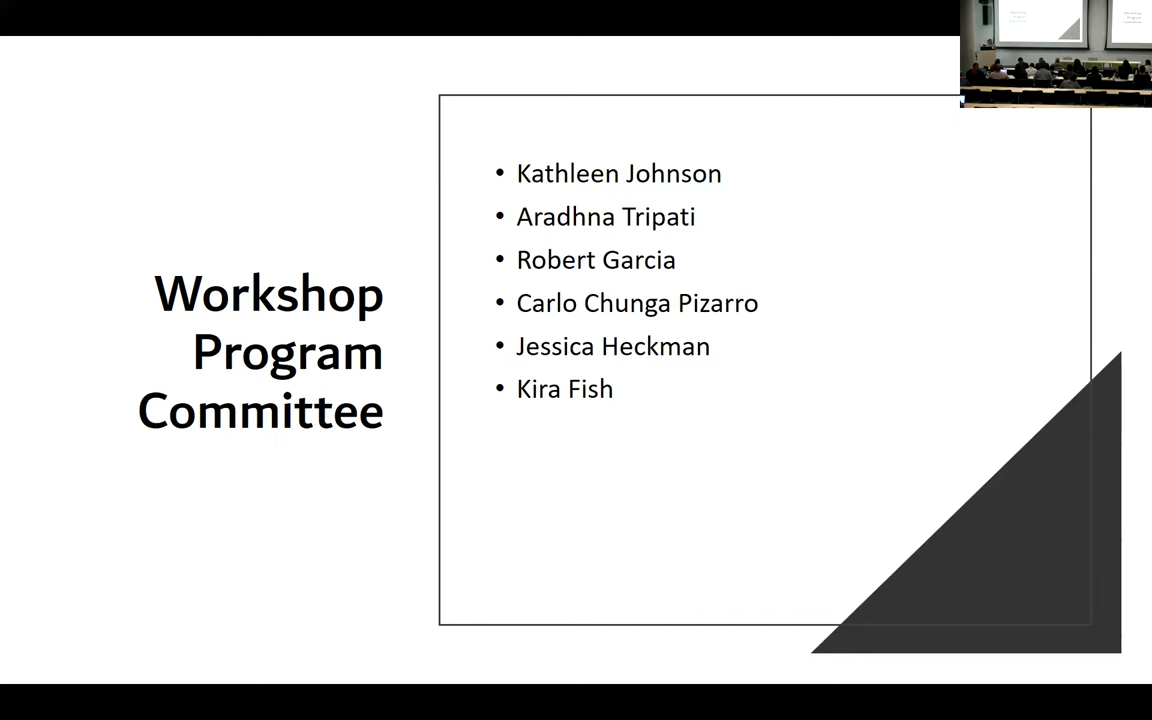 Workshop
Program
Committee
• Kathleen Johnson
• Aradhna Tripati
• Robert Garcia
• Carlo Chunga Pizarro
• Jessica Heckman
• Kira Fish